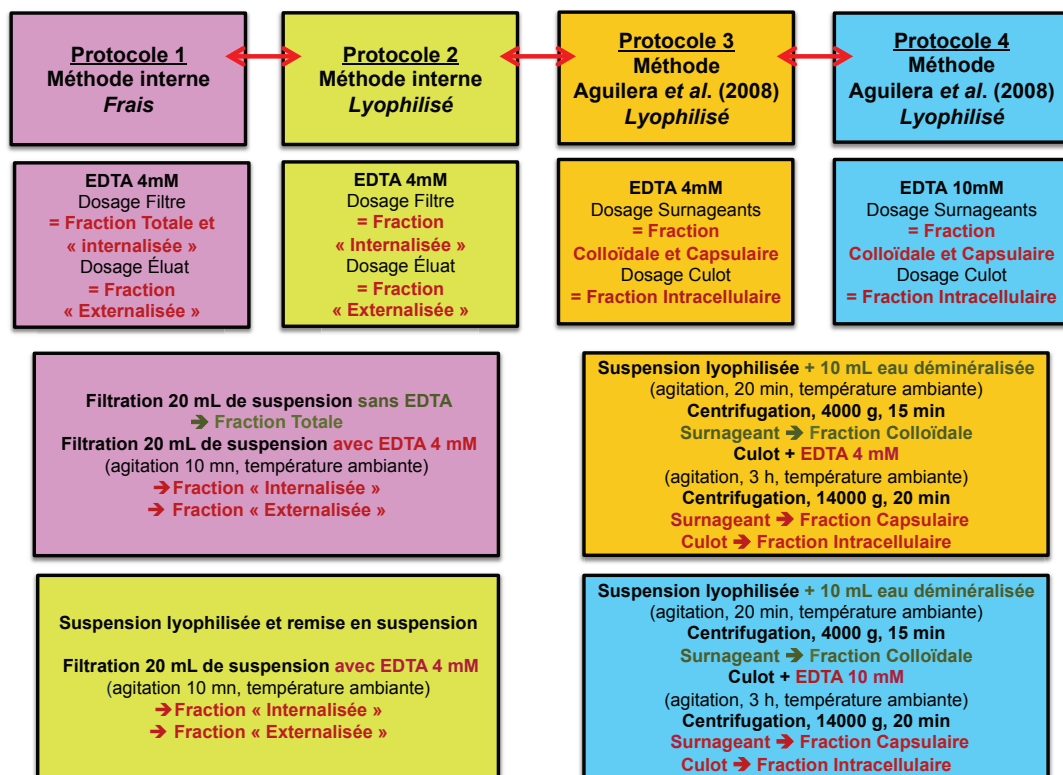 Protocole 1
Méthode interne
Frais
Protocole 2
Méthode interne
Lyophilisé
Protocole 3
Méthode
Aguilera et al. (2008)
Lyophilisé
Protocole 4
Méthode
Aguilera et al. (2008)
Lyophilisé
EDTA 4mM
Dosage Filtre
= Fraction Totale et
« internalisée »
Dosage Éluat
= Fraction
« Externalisée »
EDTA 4mM
Dosage Filtre
= Fraction
« Internalisée »
Dosage Éluat
= Fraction
« Externalisée »
EDTA 4mM
Dosage Surnageants
= Fraction
Colloïdale et Capsulaire
Dosage Culot
= Fraction Intracellulaire
EDTA 10mM
Dosage Surnageants
= Fraction
Colloïdale et Capsulaire
Dosage Culot
= Fraction Intracellulaire
Filtration 20 mL de suspension sans EDTA
➔ Fraction Totale
Filtration 20 mL de suspension avec EDTA 4 mM
(agitation 10 mn, température ambiante)
➔Fraction « Internalisée »
➔ Fraction « Externalisée »
Suspension lyophilisée + 10 mL eau déminéralisée
(agitation, 20 min, température ambiante)
Centrifugation, 4000 g, 15 min
Surnageant ➔ Fraction Colloïdale
Culot + EDTA 4 mM
(agitation, 3 h, température ambiante)
Centrifugation, 14000 g, 20 min
Surnageant ➔ Fraction Capsulaire
Culot ➔ Fraction Intracellulaire
Suspension lyophilisée et remise en suspension
Filtration 20 mL de suspension avec EDTA 4 mM
(agitation 10 mn, température ambiante)
➔Fraction « Internalisée »
➔ Fraction « Externalisée »
Suspension lyophilisée + 10 mL eau déminéralisée
(agitation, 20 min, température ambiante)
Centrifugation, 4000 g, 15 min
Surnageant ➔ Fraction Colloïdale
Culot + EDTA 10 mM
(agitation, 3 h, température ambiante)
Centrifugation, 14000 g, 20 min
Surnageant ➔ Fraction Capsulaire
Culot ➔ Fraction Intracellulaire